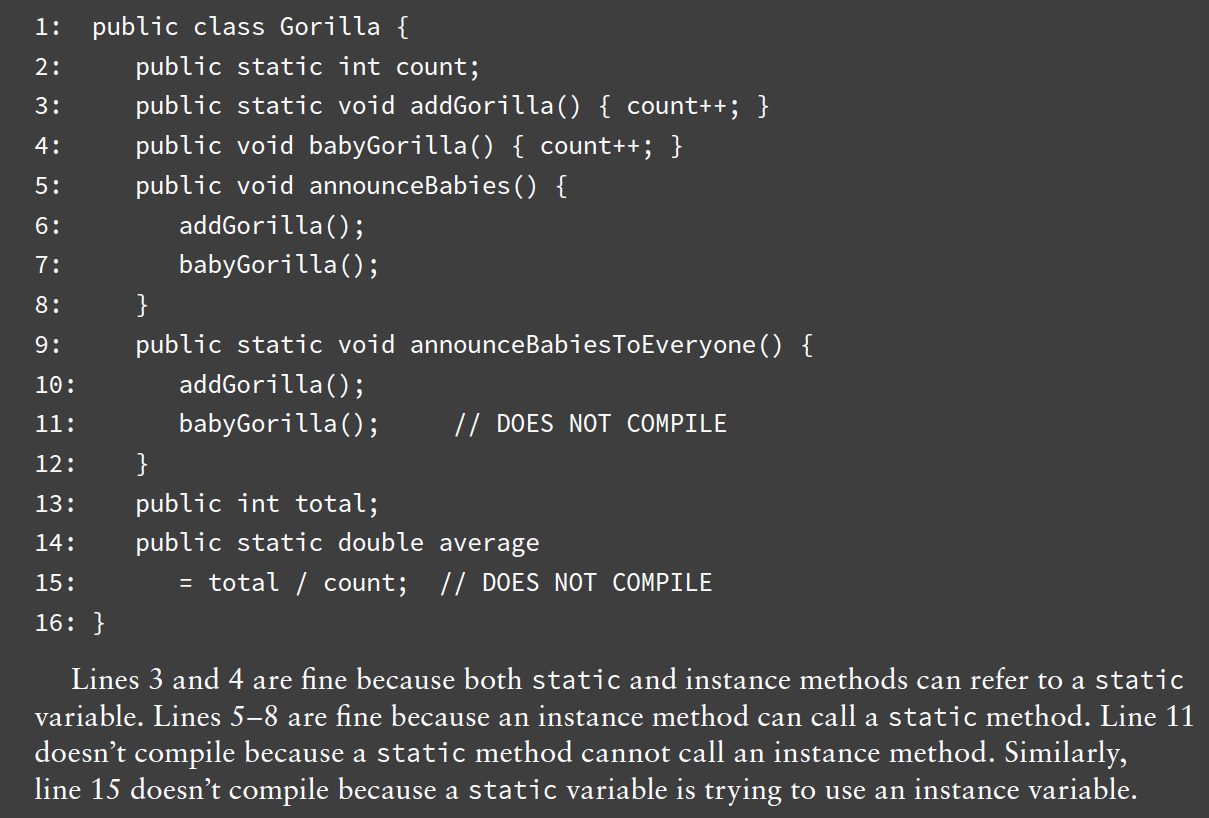 1:  public class Gorilla {
2:     public static int count;
3:     public static void addGorilla() { count++; }
4:     public void babyGorilla() { count++; }
5:     public void announceBabies() {
6:        addGorilla();
7:        babyGorilla();
8:     }
9:     public static void announceBabiesToEveryone() {
10:       addGorilla();
11:       babyGorilla();     // DOES NOT COMPILE
12:    }
13:    public int total;
14:    public static double average
15:       = total / count;  // DOES NOT COMPILE
16: }
Lines 3 and 4 are fine because both static and instance methods can refer to a static
variable. Lines 5–8 are fine because an instance method can call a static method. Line 11
doesn’t compile because a static method cannot call an instance method. Similarly,
line 15 doesn’t compile because a static variable is trying to use an instance variable.